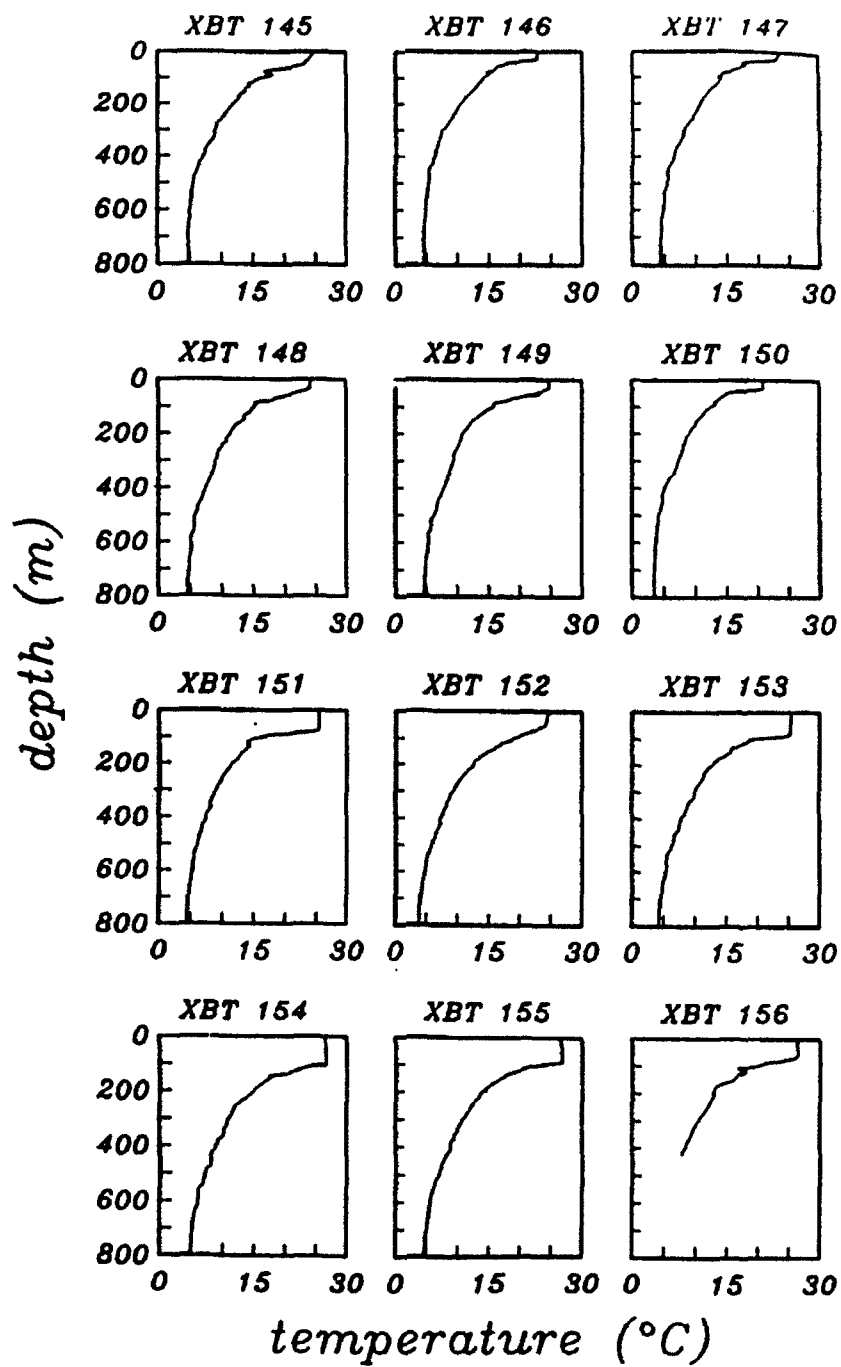 XBT 145 XBT 146 XBT 147
0
200
400
600
800
0 15 30 0 15 30 0 15 30
XBT 148 XBT 149 XBT 150
0
200
400
600
800
0 15 30 0 15 30 0 15 30
XBT 151 XBT 152 XBT 153
0
200
400
600
800
0 15 30 0 15 30 0 15 30
XBT 154 XBT 155 XBT 156
0
200
400
600
800
0 15 30 0 15 30 0 15 30
depth (m)
temperature (°C)